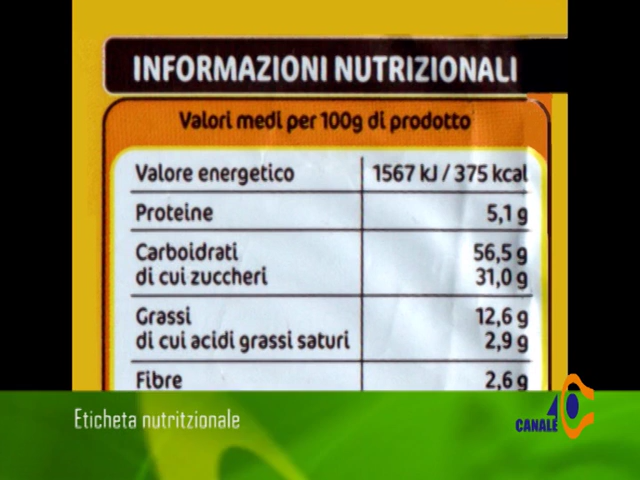 INFORMAZIONI NUTRIZIONALI
Valori medi per 100g di prodotto
Valore energetico 1567 kJ / 375 kcal
Proteine 5,1 g
Carboidrati 56,5 g
di cui zuccheri 31,0 g
Grassi 12,6 g
di cui acidi grassi saturi 2,9 g
Fibre 2,6 g
Eticheta nutritzionale
CANALE 40